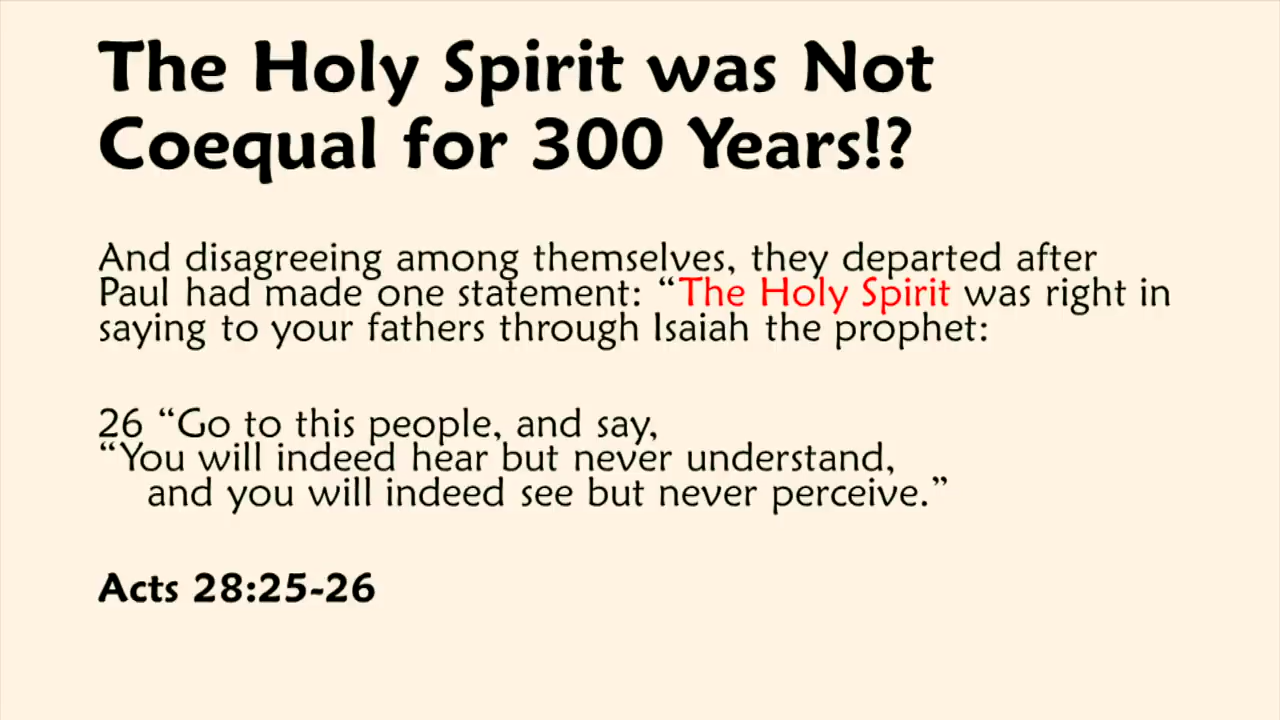 The Holy Spirit was Not
Coequal for 300 Years!?
And disagreeing among themselves, they departed after
Paul had made one statement: “The Holy Spirit was right in
saying to your fathers through Isaiah the prophet:
26 “Go to this people, and say,
“You will indeed hear but never understand,
and you will indeed see but never perceive.”
Acts 28:25-26